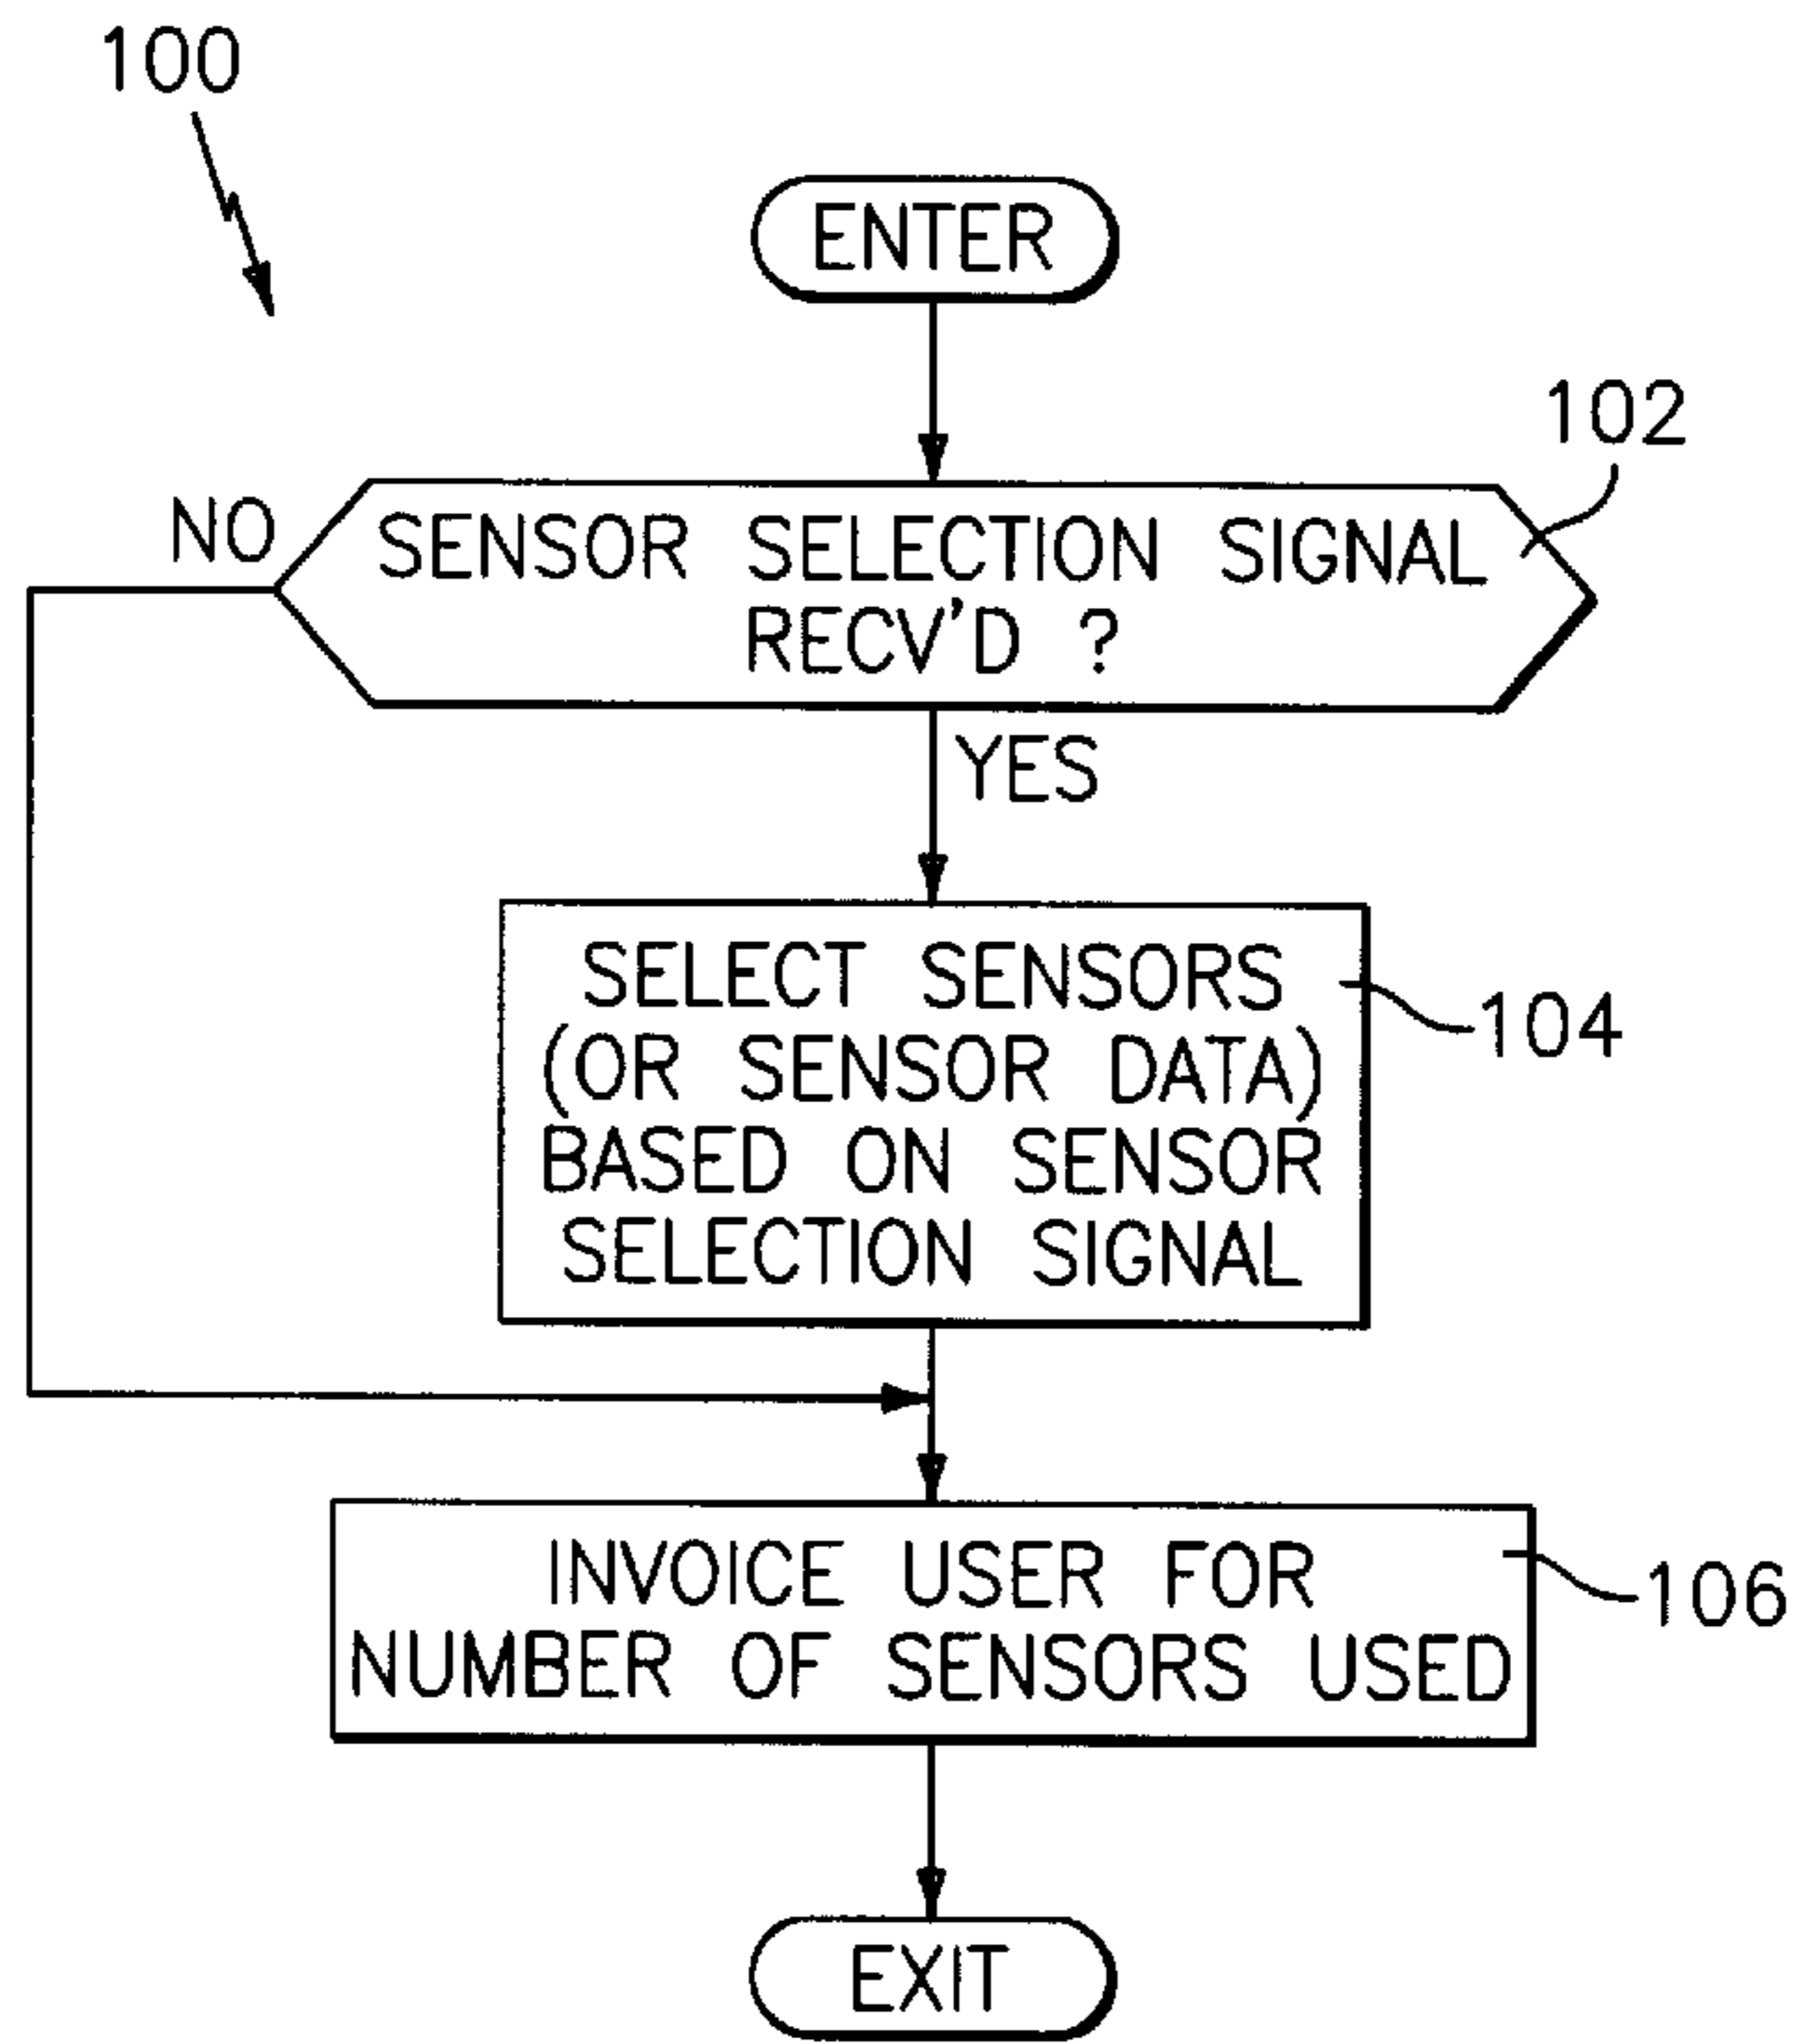 100
ENTER
102
NO
SENSOR SELECTION SIGNAL
RECV'D ?
YES
SELECT SENSORS
(OR SENSOR DATA)
BASED ON SENSOR
SELECTION SIGNAL
104
INVOICE USER FOR
NUMBER OF SENSORS USED
106
EXIT